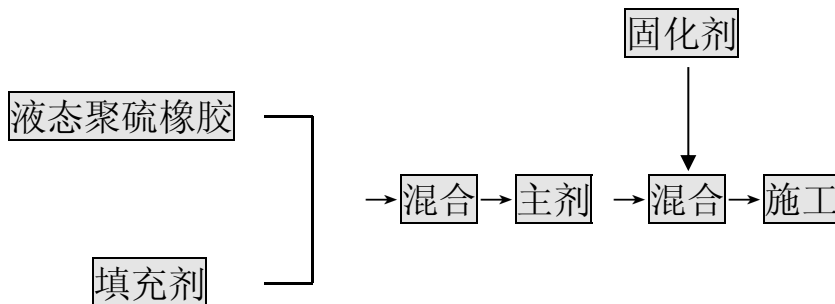 固化剂
液态聚硫橡胶
混合
主剂
混合
施工
填充剂